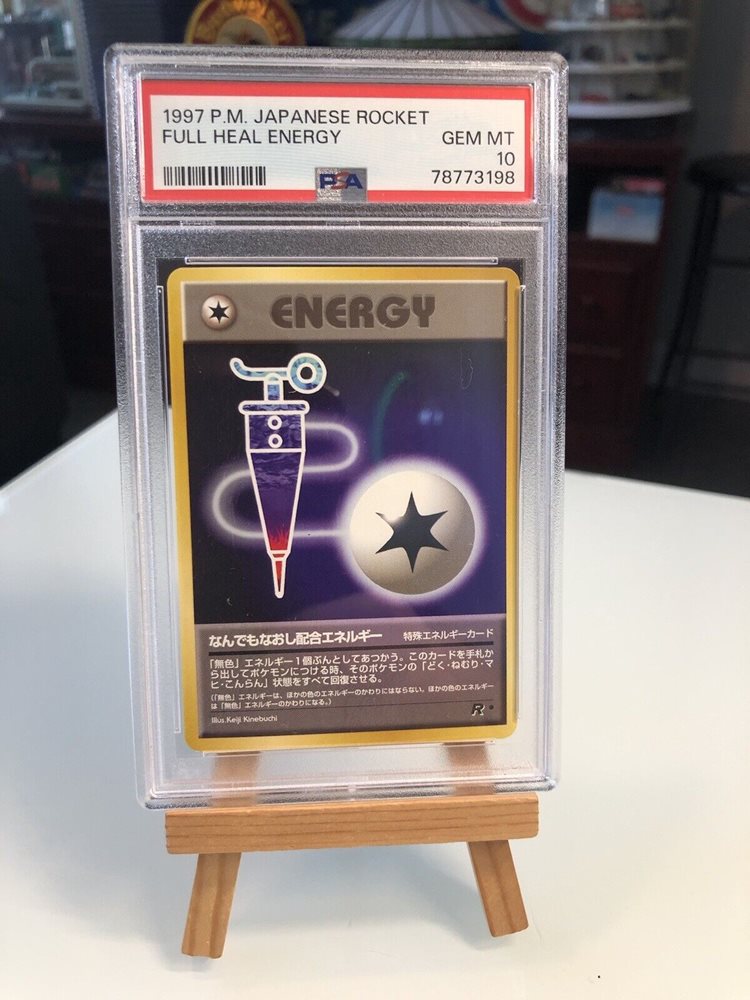 1997 P.M. JAPANESE ROCKET
FULL HEAL ENERGY GEM MT
10
PSA 78773198
ENERGY
なんでもなおし配合エネルギー 特殊エネルギーカード
「無色」エネルギー1個ぶんとしてあつかう。このカードを手札か
ら出してポケモンにつける時、そのポケモンの「どく・ねむり・マ
ヒ・こんらん」状態をすべて回復させる。
(「無色」エネルギーは、ほかの色のエネルギーのかわりにはならない。ほかの色のエネルギー
は「無色」エネルギーのかわりになる。)
Illus. Keiji Kinebuchi
R